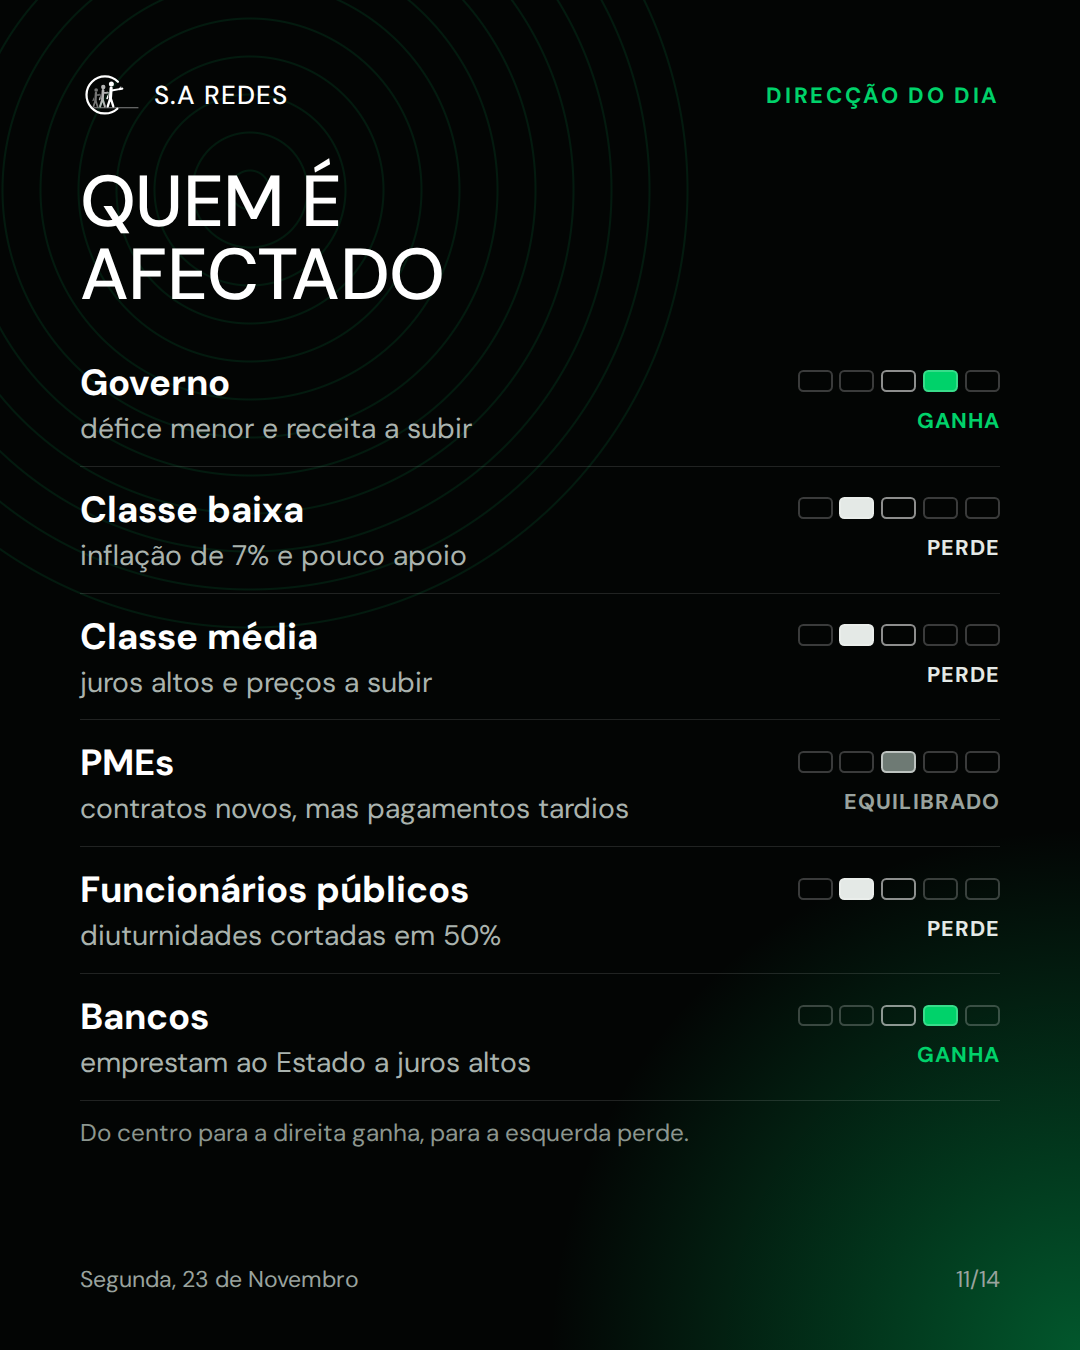 S.A REDES
DIRECÇÃO DO DIA
QUEM É
AFECTADO
Governo
défice menor e receita a subir
GANHA
Classe baixa
inflação de 7% e pouco apoio
PERDE
Classe média
juros altos e preços a subir
PERDE
PMEs
contratos novos, mas pagamentos tardios
EQUILIBRADO
Funcionários públicos
diuturnidades cortadas em 50%
PERDE
Bancos
emprestam ao Estado a juros altos
GANHA
Do centro para a direita ganha, para a esquerda perde.
Segunda, 23 de Novembro
11/14